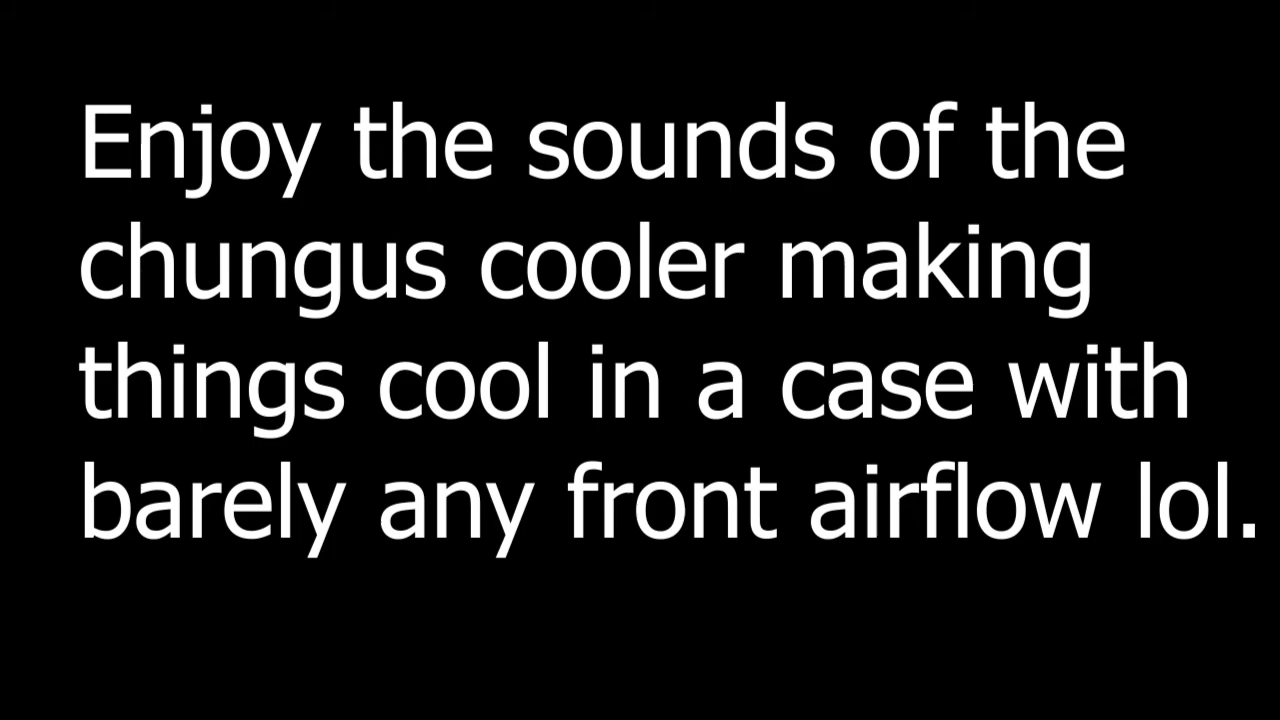 Enjoy the sounds of the
chungus cooler making
things cool in a case with
barely any front airflow lol.